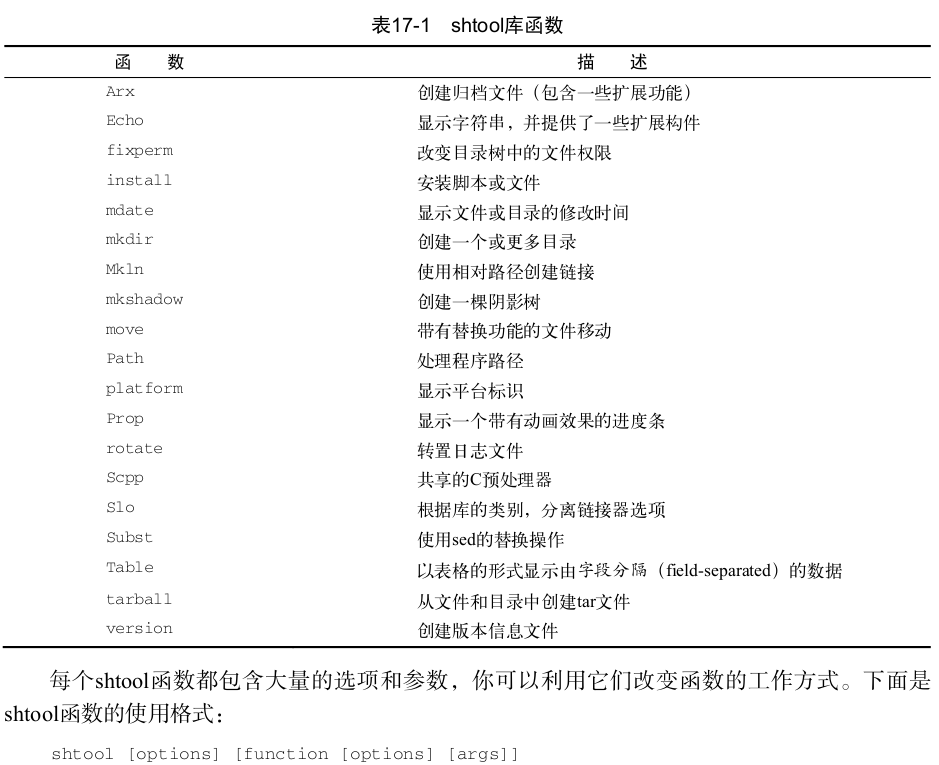 表17-1 shtool库函数
函 数 描 述
Arx 创建归档文件（包含一些扩展功能）
Echo 显示字符串，并提供了一些扩展构件
fixperm 改变目录树中的文件权限
install 安装脚本或文件
mdate 显示文件或目录的修改时间
mkdir 创建一个或更多目录
Mkln 使用相对路径创建链接
mkshadow 创建一棵阴影树
move 带有替换功能的文件移动
Path 处理程序路径
platform 显示平台标识
Prop 显示一个带有动画效果的进度条
rotate 转置日志文件
Scpp 共享的C预处理器
Slo 根据库的类别，分离链接器选项
Subst 使用sed的替换操作
Table 以表格的形式显示由字段分隔（field-separated）的数据
tarball 从文件和目录中创建tar文件
version 创建版本信息文件
每个shtool函数都包含大量的选项和参数，你可以利用它们改变函数的工作方式。下面是
shtool函数的使用格式：
shtool [options] [function [options] [args]]